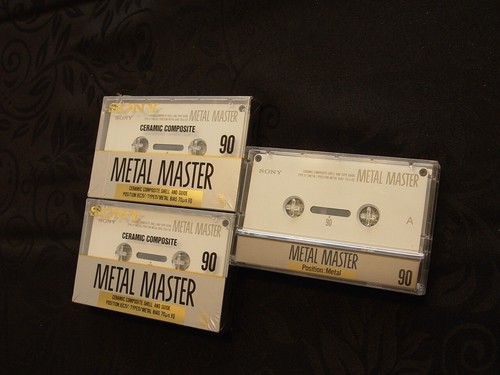 SONY
SONY
METAL MASTER
CERAMIC COMPOSITE
90
METAL MASTER
CERAMIC COMPOSITE SHELL AND GUIDE
SONY
SONY
METAL MASTER
CERAMIC COMPOSITE
90
METAL MASTER
CERAMIC COMPOSITE SHELL AND GUIDE
SONY
METAL MASTER
A
90
METAL MASTER
Position: Metal
90